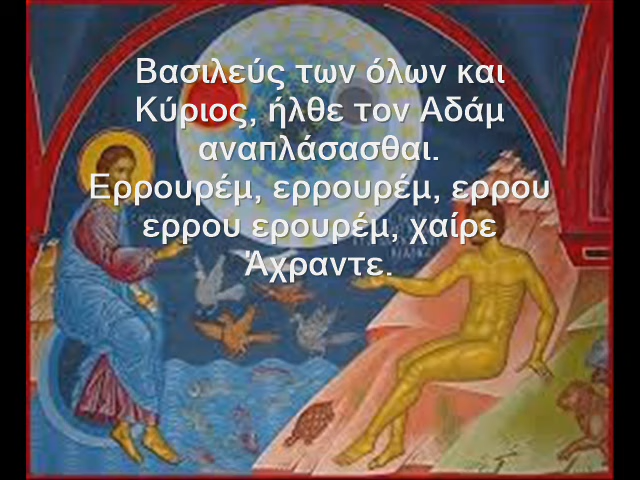 Βασιλεύς των όλων και
Κύριος, ήλθε τον Αδάμ
αναπλάσασθαι.
Ερρουρέμ, ερρουρέμ, ερρου
ερρου ερουρέμ, χαίρε
Άχραντε.